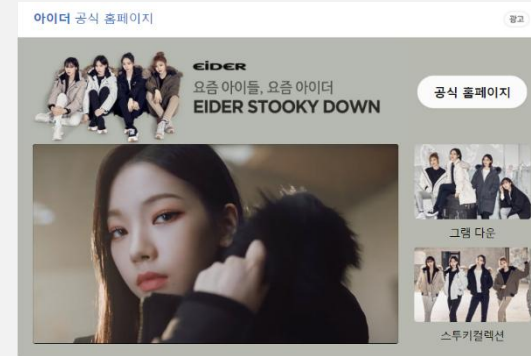 아이더 공식 홈페이지
광고
EiDER
요즘 아이들, 요즘 아이더
EIDER STOOKY DOWN
공식 홈페이지
그램 다운
스투키컬렉션